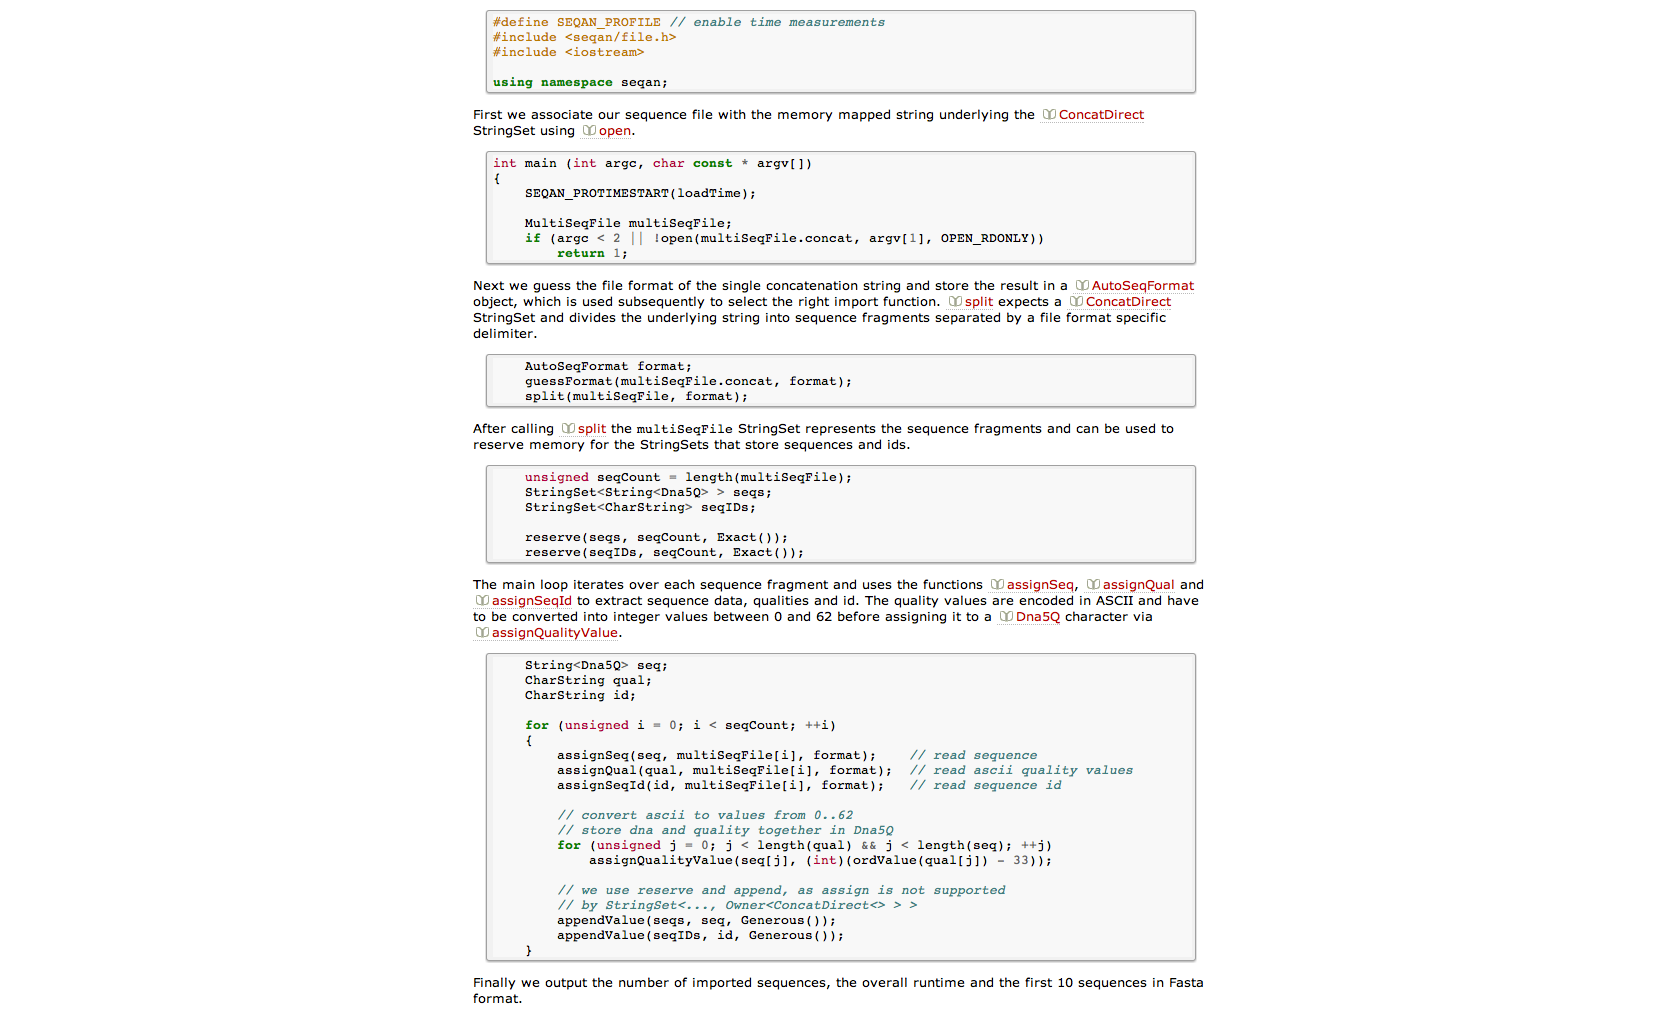 #define SEQAN_PROFILE // enable time measurements
#include <seqan/file.h>
#include <iostream>
using namespace seqan;
First we associate our sequence file with the memory mapped string underlying the ConcatDirect
StringSet using open.
int main (int argc, char const * argv[])
{
SEQAN_PROTIMESTART(loadTime);
MultiSeqFile multiSeqFile;
if (argc < 2 || !open(multiSeqFile.concat, argv[1], OPEN_RDONLY))
return 1;
Next we guess the file format of the single concatenation string and store the result in a AutoSeqFormat
object, which is used subsequently to select the right import function. split expects a ConcatDirect
StringSet and divides the underlying string into sequence fragments separated by a file format specific
delimiter.
AutoSeqFormat format;
guessFormat(multiSeqFile.concat, format);
split(multiSeqFile, format);
After calling split the multiSeqFile StringSet represents the sequence fragments and can be used to
reserve memory for the StringSets that store sequences and ids.
unsigned seqCount = length(multiSeqFile);
StringSet<String<Dna5Q> > seqs;
StringSet<CharString> seqIDs;
reserve(seqs, seqCount, Exact());
reserve(seqIDs, seqCount, Exact());
The main loop iterates over each sequence fragment and uses the functions assignSeq, assignQual and
assignSeqId to extract sequence data, qualities and id. The quality values are encoded in ASCII and have
to be converted into integer values between 0 and 62 before assigning it to a Dna5Q character via
assignQualityValue.
String<Dna5Q> seq;
CharString qual;
CharString id;
for (unsigned i = 0; i < seqCount; ++i)
{
assignSeq(seq, multiSeqFile[i], format); // read sequence
assignQual(qual, multiSeqFile[i], format); // read ascii quality values
assignSeqId(id, multiSeqFile[i], format); // read sequence id
// convert ascii to values from 0..62
// store dna and quality together in Dna5Q
for (unsigned j = 0; j < length(qual) && j < length(seq); ++j)
assignQualityValue(seq[j], (int)(ordValue(qual[j]) - 33));
// we use reserve and append, as assign is not supported
// by StringSet<..., Owner<ConcatDirect<> > >
appendValue(seqs, seq, Generous());
appendValue(seqIDs, id, Generous());
}
Finally we output the number of imported sequences, the overall runtime and the first 10 sequences in Fasta
format.